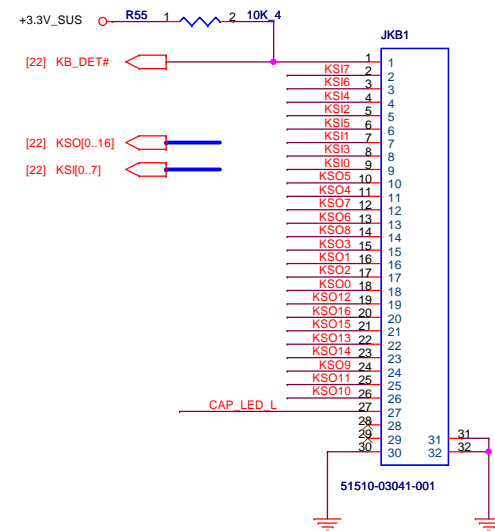 +3.3V_SUS R55 1 2 10K_4
JKB1
[22] KB_DET# 1 1
KSI7 2 2
KSI6 3 3
KSI4 4 4
KSI2 5 5
KSI5 6 6
[22] KSO[0..16] KSI1 7 7
KSI3 8 8
[22] KSI[0..7] KSI0 9 9
KSO5 10 10
KSO4 11 11
KSO7 12 12
KSO6 13 13
KSO8 14 14
KSO3 15 15
KSO1 16 16
KSO2 17 17
KSO0 18 18
KSO12 19 19
KSO16 20 20
KSO15 21 21
KSO13 22 22
KSO14 23 23
KSO9 24 24
KSO11 25 25
KSO10 26 26
CAP_LED_L 27 27
28 28
29 29 31 31
30 30 32 32
51510-03041-001